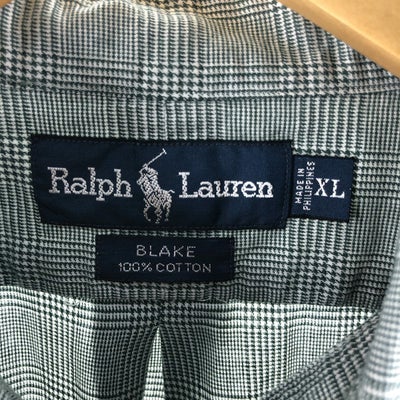 Ralph Lauren
MADE IN
PHILIPPINES
XL
BLAKE
100% COTTON